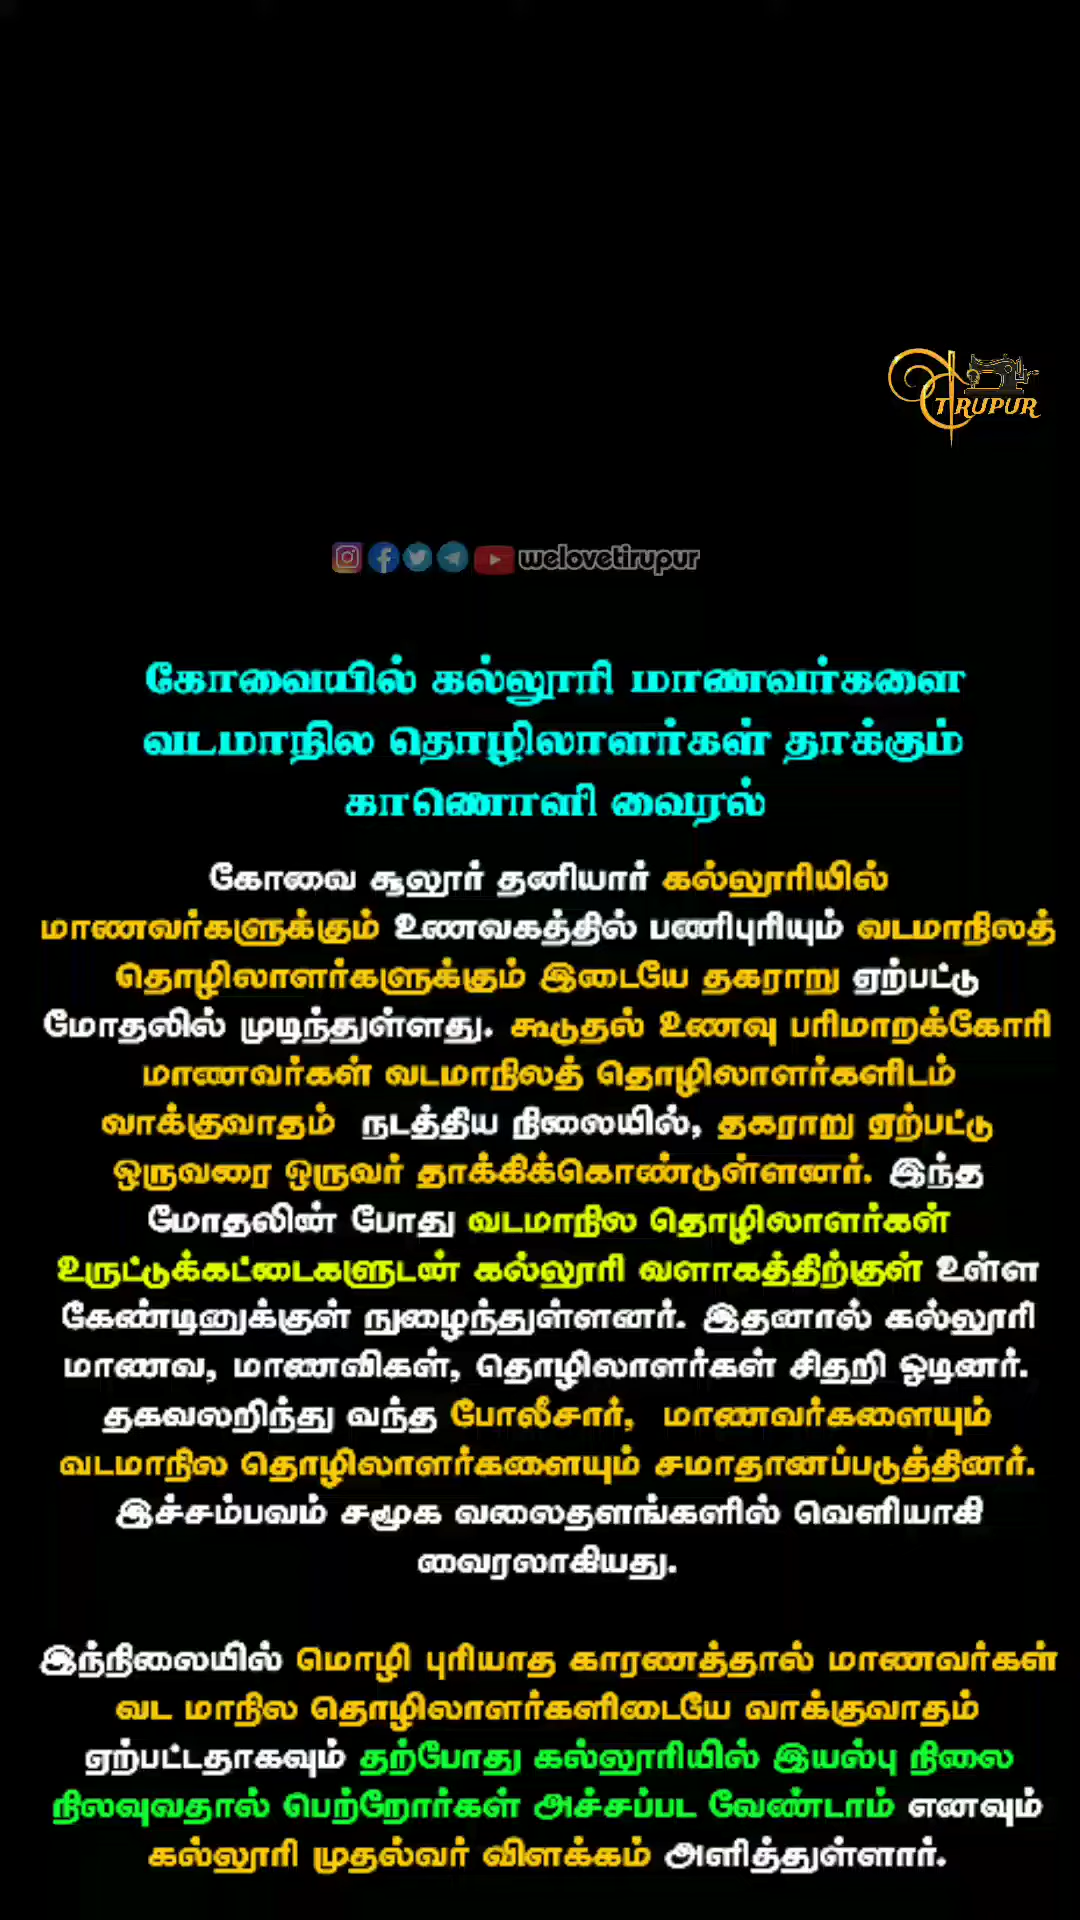 TIRUPUR
welovetirupur
கோவையில் கல்லூரி மாணவர்களை
வடமாநில தொழிலாளர்கள் தாக்கும்
காணொளி வைரல்
கோவை சூலூர் தனியார் கல்லூரியில்
மாணவர்களுக்கும் உணவகத்தில் பணிபுரியும் வடமாநிலத்
தொழிலாளர்களுக்கும் இடையே தகராறு ஏற்பட்டு
மோதலில் முடிந்துள்ளது. கூடுதல் உணவு பரிமாறக்கோரி
மாணவர்கள் வடமாநிலத் தொழிலாளர்களிடம்
வாக்குவாதம் நடத்திய நிலையில், தகராறு ஏற்பட்டு
ஒருவரை ஒருவர் தாக்கிக்கொண்டுள்ளனர். இந்த
மோதலின் போது வடமாநில தொழிலாளர்கள்
உருட்டுக்கட்டைகளுடன் கல்லூரி வளாகத்திற்குள் உள்ள
கேண்டினுக்குள் நுழைந்துள்ளனர். இதனால் கல்லூரி
மாணவ, மாணவிகள், தொழிலாளர்கள் சிதறி ஓடினர்.
தகவலறிந்து வந்த போலீசார், மாணவர்களையும்
வடமாநில தொழிலாளர்களையும் சமாதானப்படுத்தினர்.
இச்சம்பவம் சமூக வலைதளங்களில் வெளியாகி
வைரலாகியது.
இந்நிலையில் மொழி புரியாத காரணத்தால் மாணவர்கள்
வட மாநில தொழிலாளர்களிடையே வாக்குவாதம்
ஏற்பட்டதாகவும் தற்போது கல்லூரியில் இயல்பு நிலை
நிலவுவதால் பெற்றோர்கள் அச்சப்பட வேண்டாம் எனவும்
கல்லூரி முதல்வர் விளக்கம் அளித்துள்ளார்.